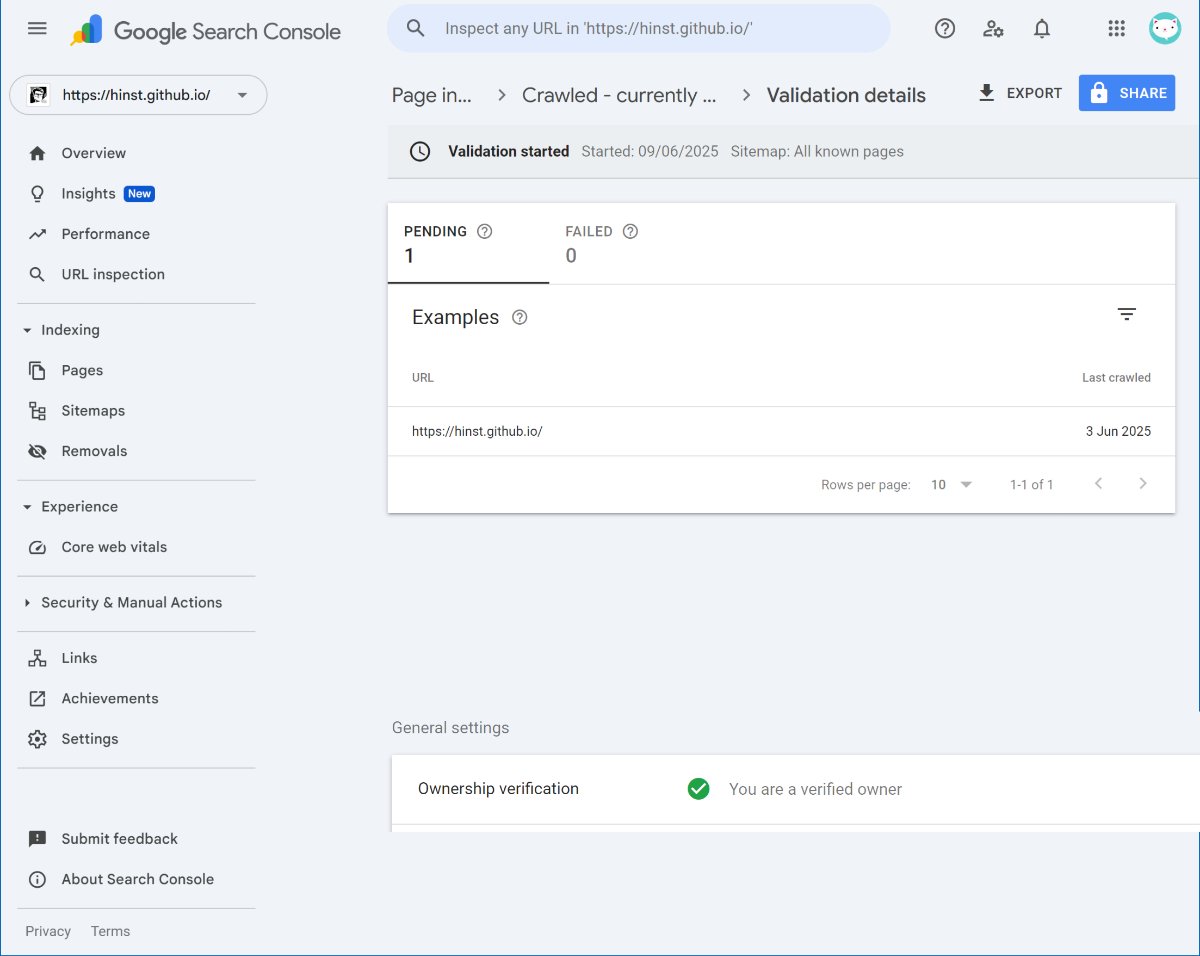 Google Search Console
Inspect any URL in 'https://hinst.github.io/'
https://hinst.github.io/
Page in...
Crawled - currently ...
Validation details
EXPORT
SHARE
Overview
Insights New
Performance
URL inspection
Indexing
Pages
Sitemaps
Removals
Experience
Core web vitals
Security & Manual Actions
Links
Achievements
Settings
Submit feedback
About Search Console
Privacy Terms
Validation started Started: 09/06/2025 Sitemap: All known pages
PENDING FAILED
1 0
Examples
URL Last crawled
https://hinst.github.io/ 3 Jun 2025
Rows per page: 10 1-1 of 1
General settings
Ownership verification You are a verified owner